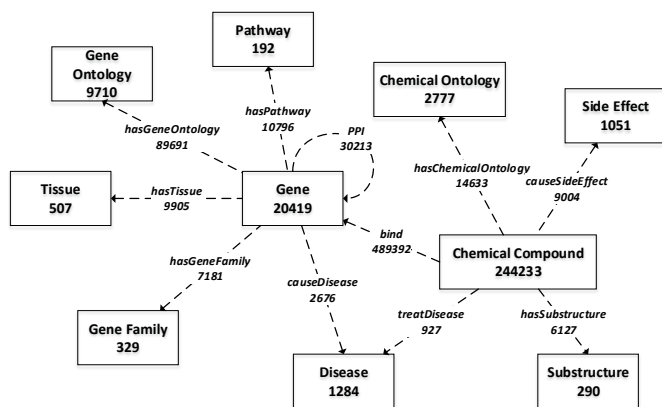 Pathway
192
Gene
Ontology
9710
Chemical Ontology
2777
Side Effect
1051
hasPathway
10796
PPI
30213
hasGeneOntology
89691
hasChemicalOntology
14633
causeSideEffect
9004
Tissue
507
hasTissue
9905
Gene
20419
bind
489392
Chemical Compound
244233
hasGeneFamily
7181
causeDisease
2676
treatDisease
927
hasSubstructure
6127
Gene Family
329
Disease
1284
Substructure
290